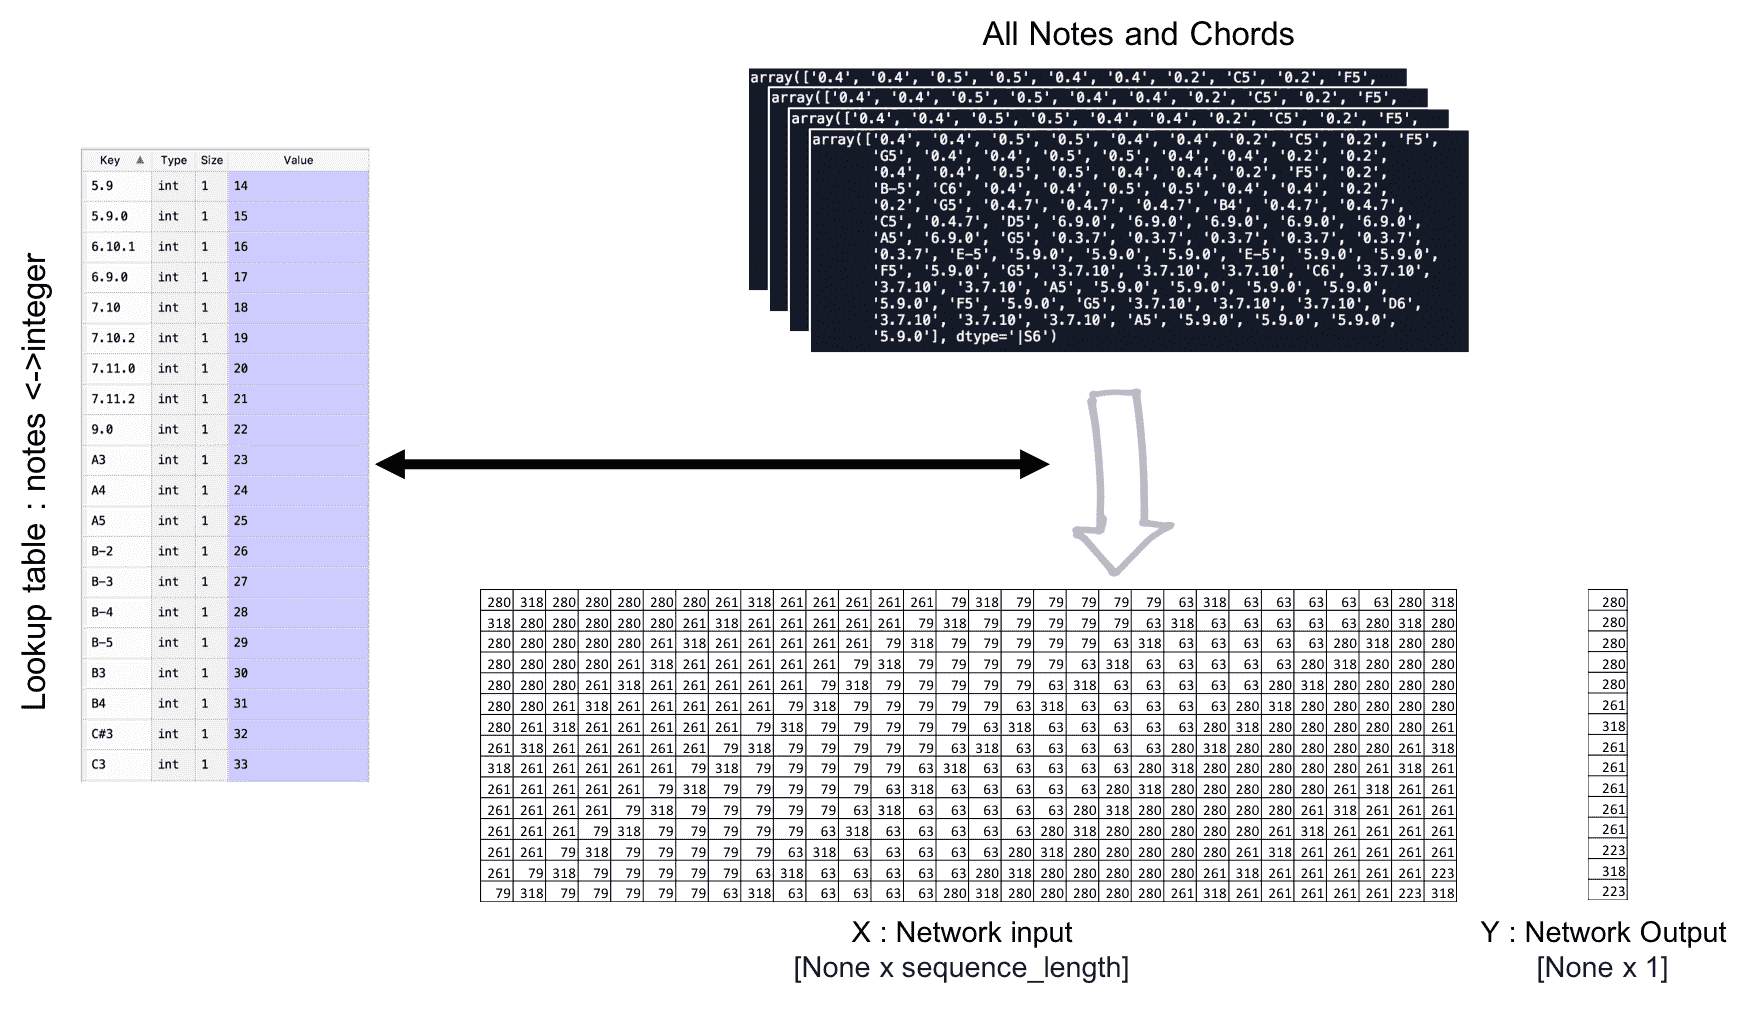 All Notes and Chords
array(['0.4', '0.4', '0.5', '0.5', '0.4', '0.4', '0.2', 'C5', '0.2', 'F5',
array(['0.4', '0.4', '0.5', '0.5', '0.4', '0.4', '0.2', 'C5', '0.2', 'F5',
array(['0.4', '0.4', '0.5', '0.5', '0.4', '0.4', '0.2', 'C5', '0.2', 'F5',
array(['0.4', '0.4', '0.5', '0.5', '0.4', '0.4', '0.2', 'C5', '0.2', 'F5',
'G5', '0.4', '0.4', '0.5', '0.5', '0.4', '0.4', '0.2', '0.2',
'0.4', '0.4', '0.5', '0.5', '0.4', '0.4', '0.2', 'F5', '0.2',
'B-5', 'C6', '0.4', '0.4', '0.5', '0.5', '0.4', '0.4', '0.2',
'0.2', 'G5', '0.4.7', '0.4.7', '0.4.7', 'B4', '0.4.7', '0.4.7',
'C5', '0.4.7', 'D5', '6.9.0', '6.9.0', '6.9.0', '6.9.0', '6.9.0',
'A5', '6.9.0', 'G5', '0.3.7', '0.3.7', '0.3.7', '0.3.7', '0.3.7',
'0.3.7', 'E-5', '5.9.0', '5.9.0', '5.9.0', 'E-5', '5.9.0', '5.9.0',
'F5', '5.9.0', 'G5', '3.7.10', '3.7.10', '3.7.10', 'C6', '3.7.10',
'3.7.10', '3.7.10', 'A5', '5.9.0', '5.9.0', '5.9.0', '5.9.0',
'5.9.0', 'F5', '5.9.0', 'G5', '3.7.10', '3.7.10', '3.7.10', 'D6',
'3.7.10', '3.7.10', '3.7.10', 'A5', '5.9.0', '5.9.0', '5.9.0',
'5.9.0'], dtype='|S6')
Lookup table : notes <->integer
Key Type Size Value
5.9 int 1 14
5.9.0 int 1 15
6.10.1 int 1 16
6.9.0 int 1 17
7.10 int 1 18
7.10.2 int 1 19
7.11.0 int 1 20
7.11.2 int 1 21
9.0 int 1 22
A3 int 1 23
A4 int 1 24
A5 int 1 25
B-2 int 1 26
B-3 int 1 27
B-4 int 1 28
B-5 int 1 29
B3 int 1 30
B4 int 1 31
C#3 int 1 32
C3 int 1 33
280 318 280 280 280 280 280 261 318 261 261 261 261 261 79 318 79 79 79 79 79 63 318 63 63 63 63 63 280 318 280
318 280 280 280 280 280 261 318 261 261 261 261 261 79 318 79 79 79 79 79 63 318 63 63 63 63 63 280 318 280 280
280 280 280 280 280 261 318 261 261 261 261 261 79 318 79 79 79 79 79 63 318 63 63 63 63 63 280 318 280 280 280
280 280 280 280 261 318 261 261 261 261 261 79 318 79 79 79 79 79 63 318 63 63 63 63 63 280 318 280 280 280 280
280 280 280 261 318 261 261 261 261 261 79 318 79 79 79 79 79 63 318 63 63 63 63 63 280 318 280 280 280 280 280
280 280 261 318 261 261 261 261 261 79 318 79 79 79 79 79 63 318 63 63 63 63 63 280 318 280 280 280 280 280 261
280 261 318 261 261 261 261 261 79 318 79 79 79 79 79 63 318 63 63 63 63 63 280 318 280 280 280 280 280 261 318
261 318 261 261 261 261 261 79 318 79 79 79 79 79 63 318 63 63 63 63 63 280 318 280 280 280 280 280 261 318 261
318 261 261 261 261 261 79 318 79 79 79 79 79 63 318 63 63 63 63 63 280 318 280 280 280 280 280 261 318 261 261
261 261 261 261 261 79 318 79 79 79 79 79 63 318 63 63 63 63 63 280 318 280 280 280 280 280 261 318 261 261 261
261 261 261 261 79 318 79 79 79 79 79 63 318 63 63 63 63 63 280 318 280 280 280 280 280 261 318 261 261 261 261
261 261 261 79 318 79 79 79 79 79 63 318 63 63 63 63 63 280 318 280 280 280 280 280 261 318 261 261 261 261 261
261 261 79 318 79 79 79 79 79 63 318 63 63 63 63 63 280 318 280 280 280 280 280 261 318 261 261 261 261 261 223
261 79 318 79 79 79 79 79 63 318 63 63 63 63 63 280 318 280 280 280 280 280 261 318 261 261 261 261 261 223 318
79 318 79 79 79 79 79 63 318 63 63 63 63 63 280 318 280 280 280 280 280 261 318 261 261 261 261 261 223 318 223
X : Network input
[None x sequence_length]
Y : Network Output
[None x 1]